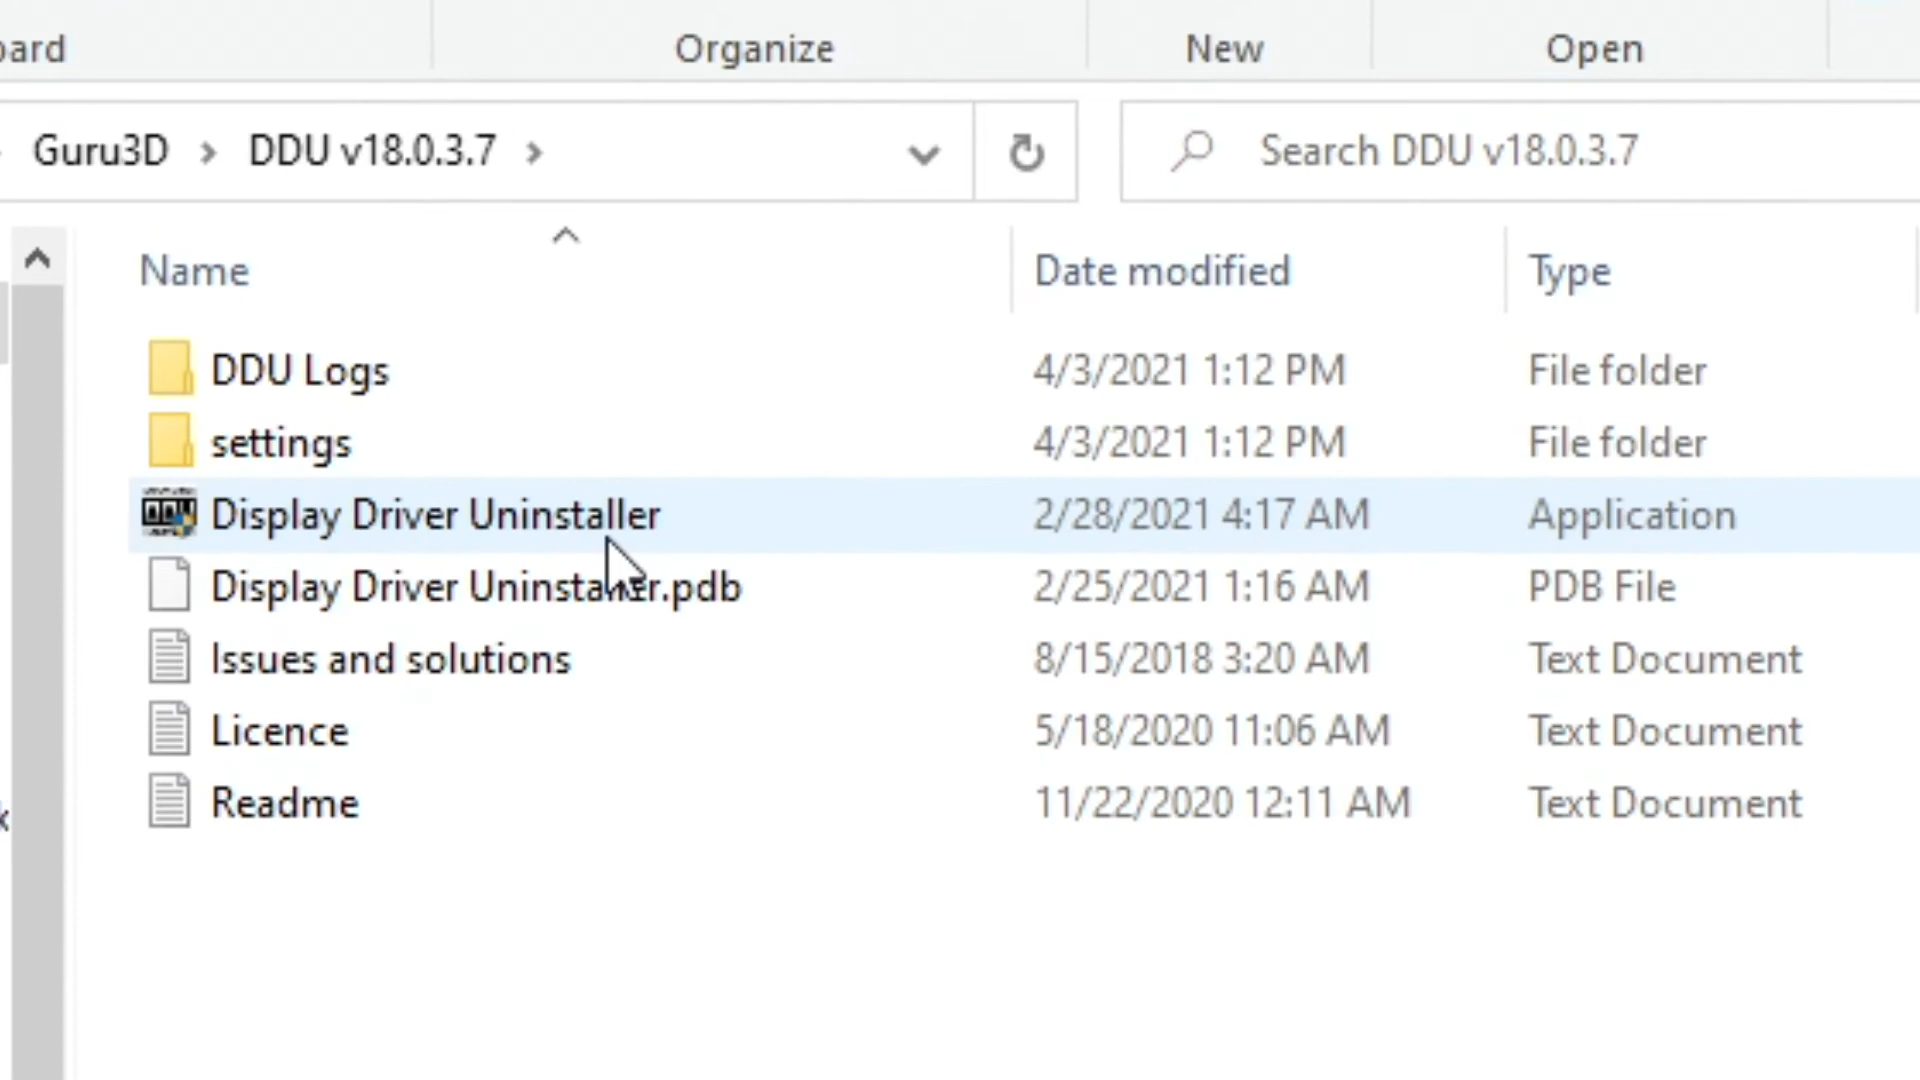 oard Organize New Open
Guru3D > DDU v18.0.3.7 > Search DDU v18.0.3.7
Name Date modified Type
DDU Logs 4/3/2021 1:12 PM File folder
settings 4/3/2021 1:12 PM File folder
Display Driver Uninstaller 2/28/2021 4:17 AM Application
Display Driver Uninstaller.pdb 2/25/2021 1:16 AM PDB File
Issues and solutions 8/15/2018 3:20 AM Text Document
Licence 5/18/2020 11:06 AM Text Document
k Readme 11/22/2020 12:11 AM Text Document